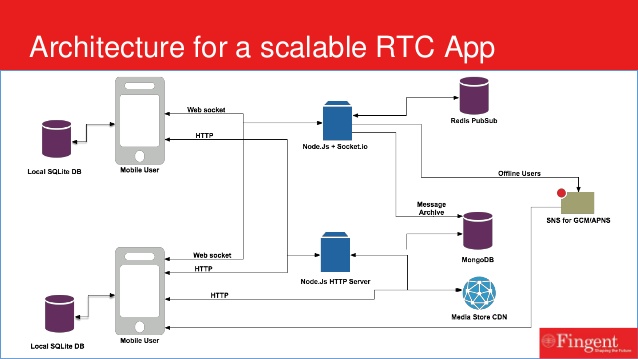 Architecture for a scalable RTC App
Web socket
Redis PubSub
HTTP
Node.Js + Socket.io
Local SQLite DB
Mobile User
Offline Users
Message
Archive
SNS for GCM/APNS
Web socket
MongoDB
HTTP
Node.Js HTTP Server
HTTP
Media Store CDN
Local SQLite DB
Mobile User
Fingent
Shaping the Future